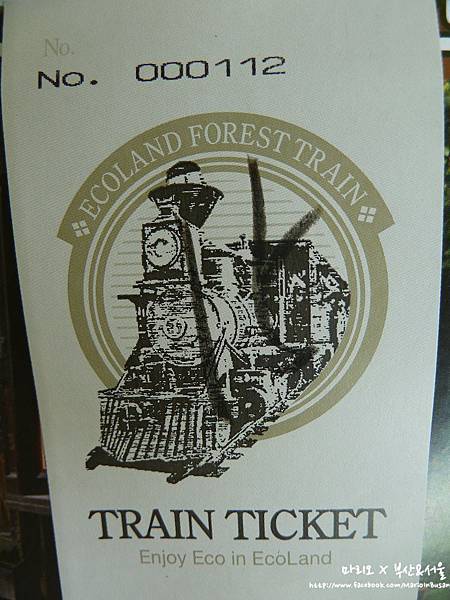 No.
No. 000112
ECOLAND FOREST TRAIN
TRAIN TICKET
Enjoy Eco in EcoLand
마리오 X 부산&서울
http://www.facebook.com/MarioinBusan